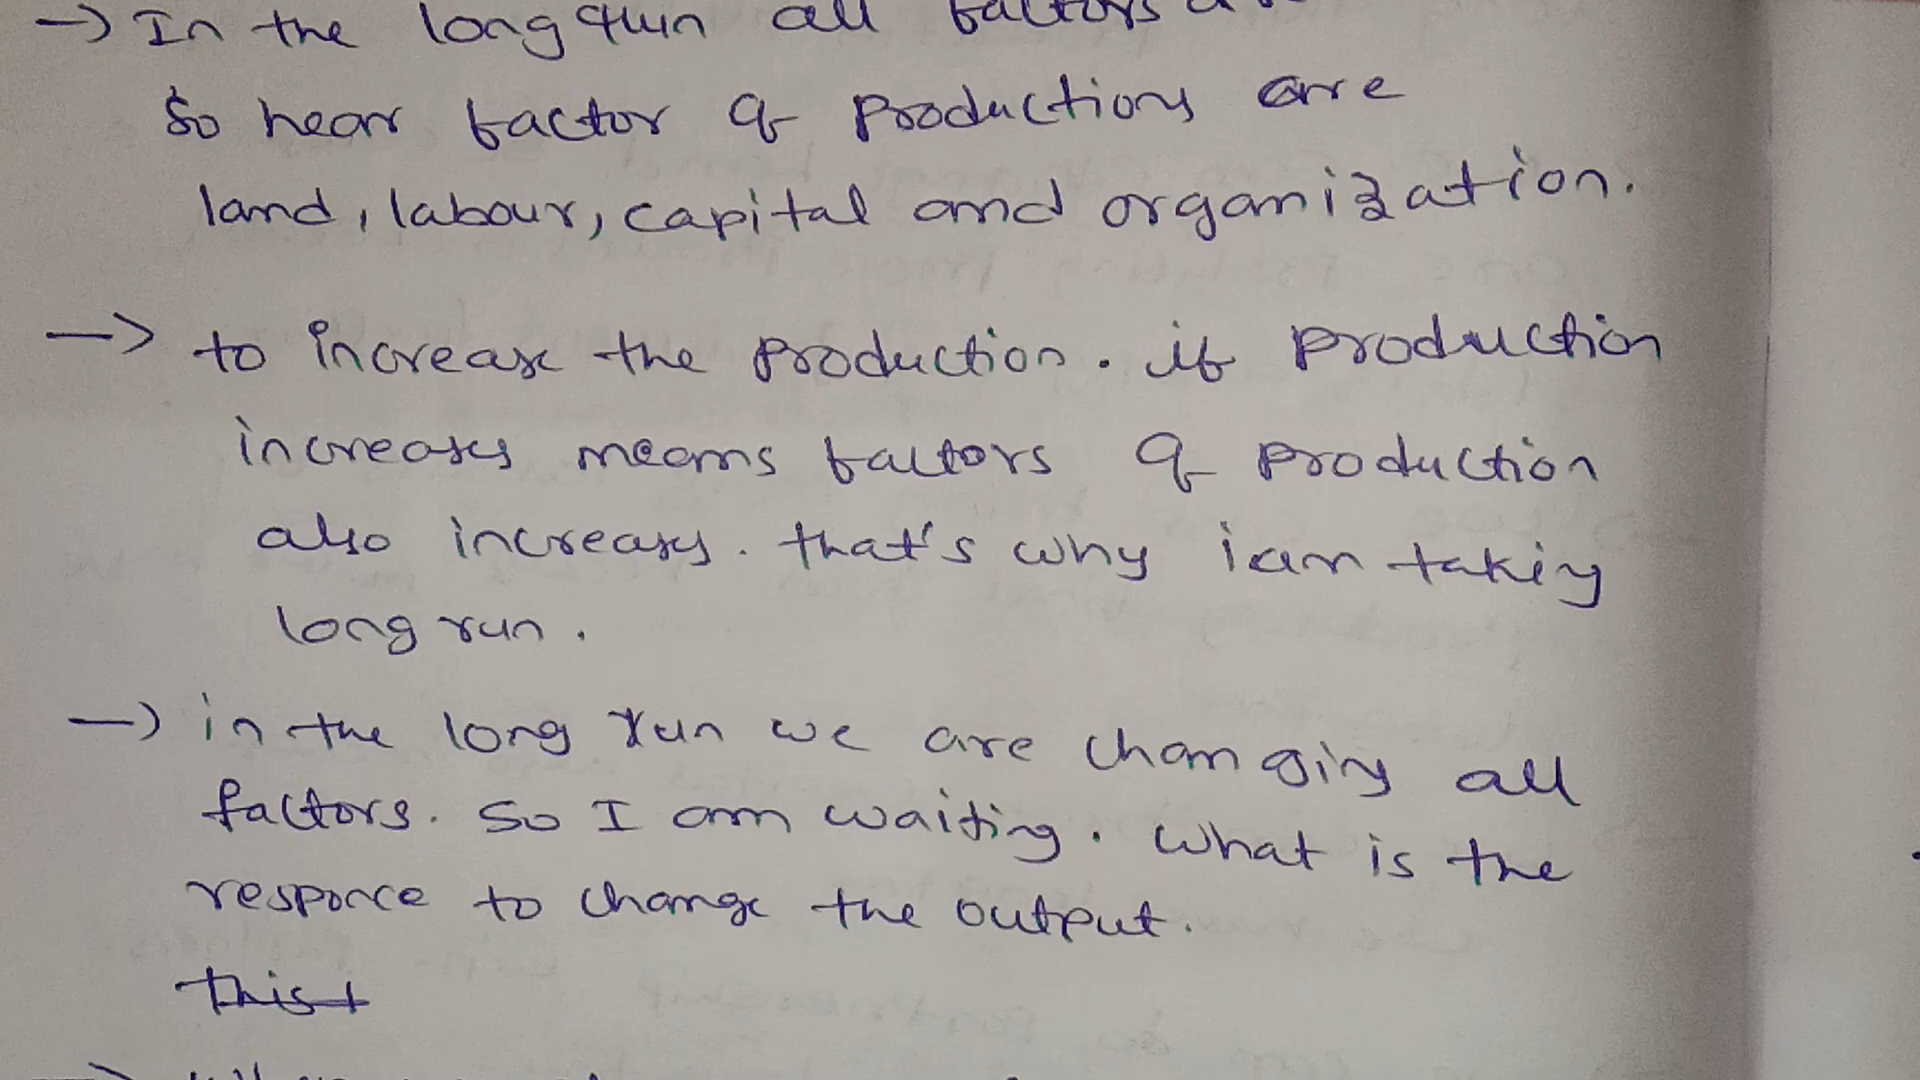 → In the long run all factors
So hear factor of Productions are
land, labour, capital and organization.
→ to increase the production. if production
increases means factors of production
also increases. that's why iam taking
long run.
→ in the long run we are changing all
factors. So I am waiting. What is the
responce to change the output.